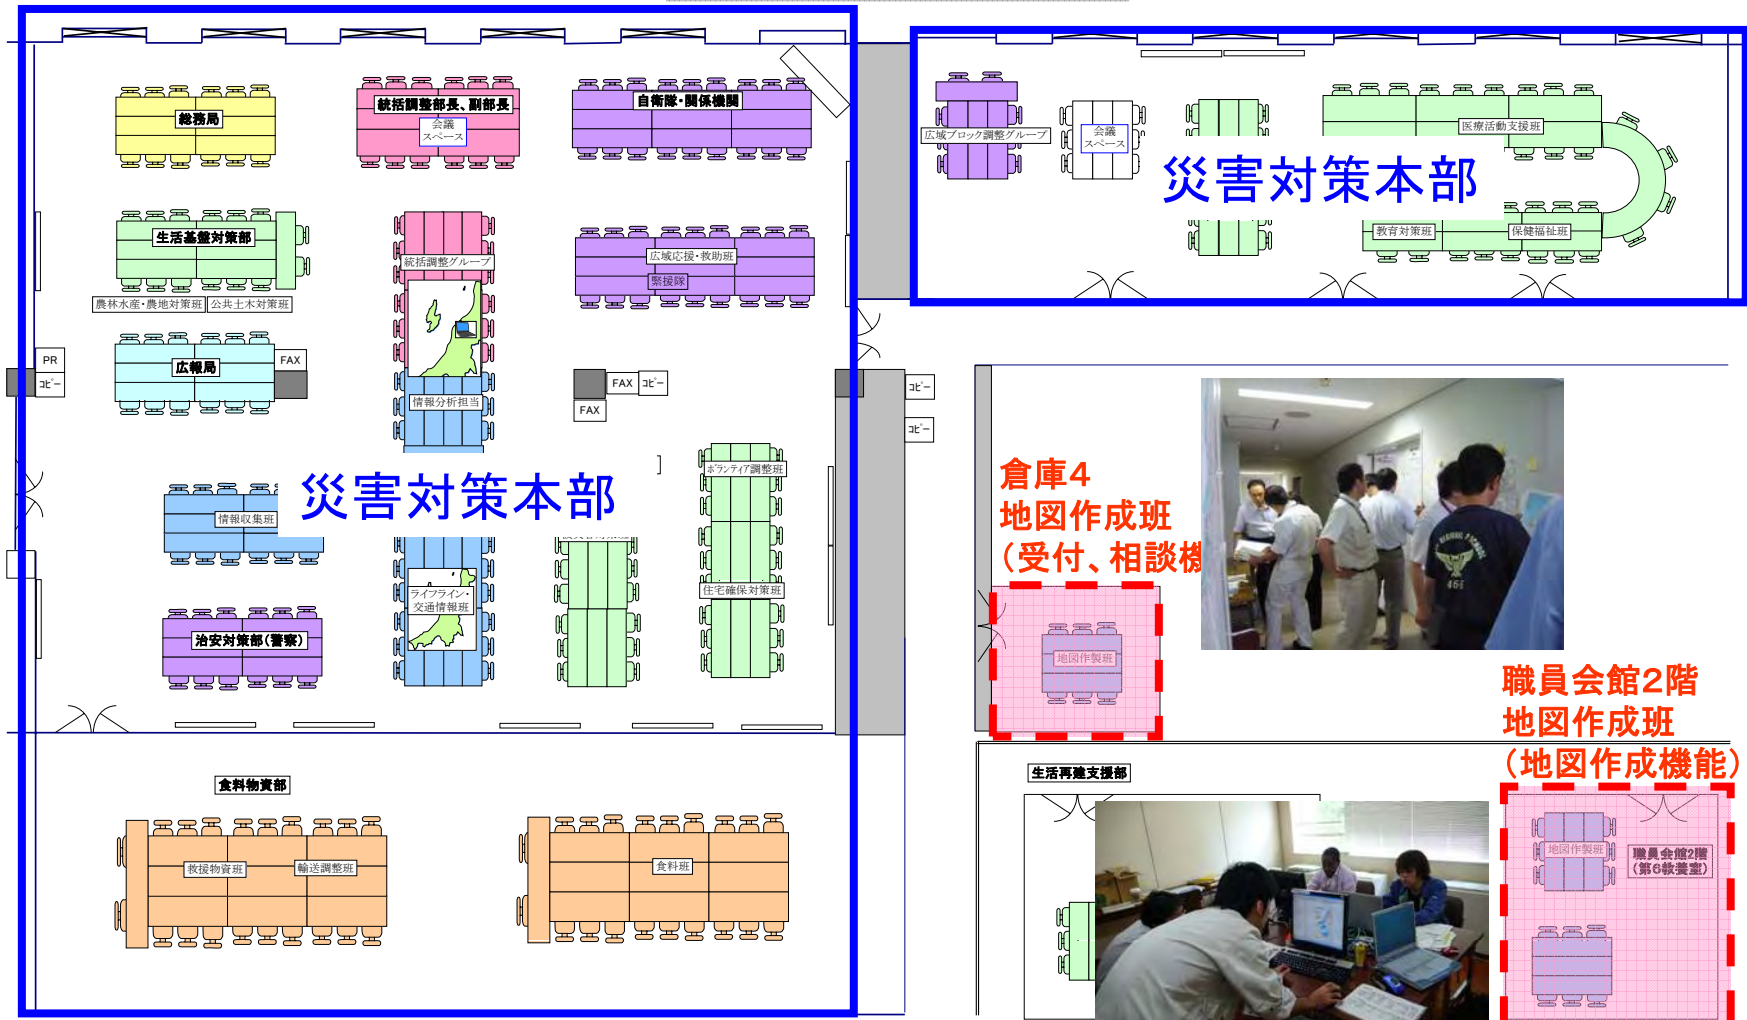 総務局
統括調整部長、副部長
会議
スペース
自衛隊・関係機関
生活基盤対策部
農林水産・農地対策班
公共土木対策班
統括調整グループ
広域応援・救助班
緊援隊
PR
コピー
広報局
FAX
情報分析担当
FAX
コピー
FAX
災害対策本部
情報収集班
ボランティア調整班
住宅確保対策班
ライフライン・
交通情報班
治安対策部(警察)
食料物資部
救援物資班
輸送調整班
食料班
広域ブロック調整グループ
会議
スペース
医療活動支援班
災害対策本部
教育対策班
保健福祉班
コピー
コピー
倉庫4
地図作成班
(受付、相談機
地図作製班
職員会館2階
地図作成班
(地図作成機能)
生活再建支援部
地図作製班
職員会館2階
(第6教養室)